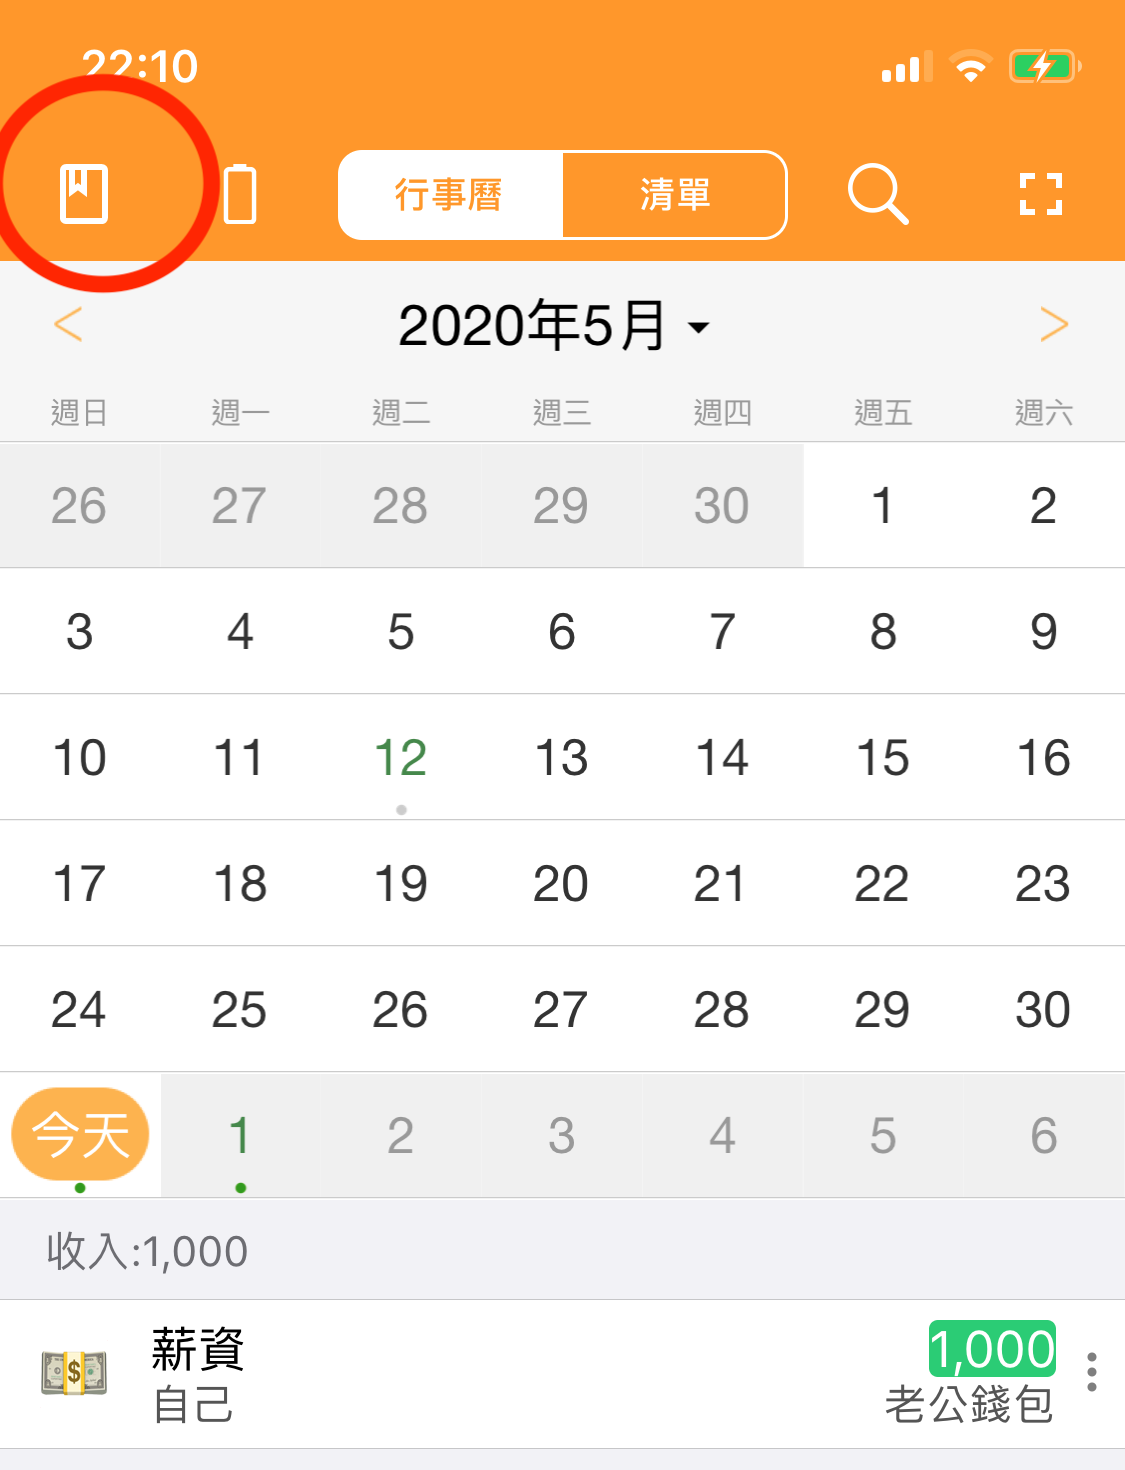 22:10
行事曆 清單
< 2020年5月 >
週日 週一 週二 週三 週四 週五 週六
26 27 28 29 30 1 2
3 4 5 6 7 8 9
10 11 12 13 14 15 16
17 18 19 20 21 22 23
24 25 26 27 28 29 30
今天 1 2 3 4 5 6
收入:1,000
薪資 1,000
自己 老公錢包